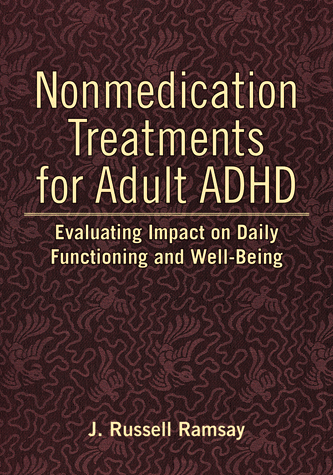 Nonmedication
Treatments
for Adult ADHD
Evaluating Impact on Daily
Functioning and Well-Being
J. Russell Ramsay